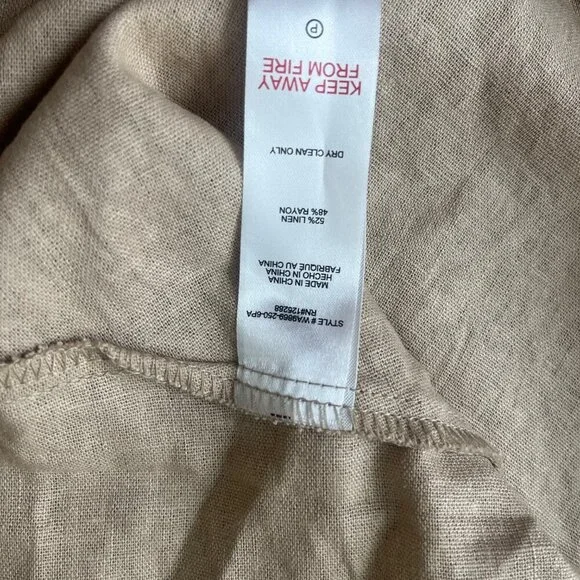 STYLE # WA9869-250-6PA
RN#125288
MADE IN CHINA
HECHO IN CHINA
FABRIQUE AU CHINA
52% LINEN
48% RAYON
DRY CLEAN ONLY
KEEP AWAY
FROM FIRE
P